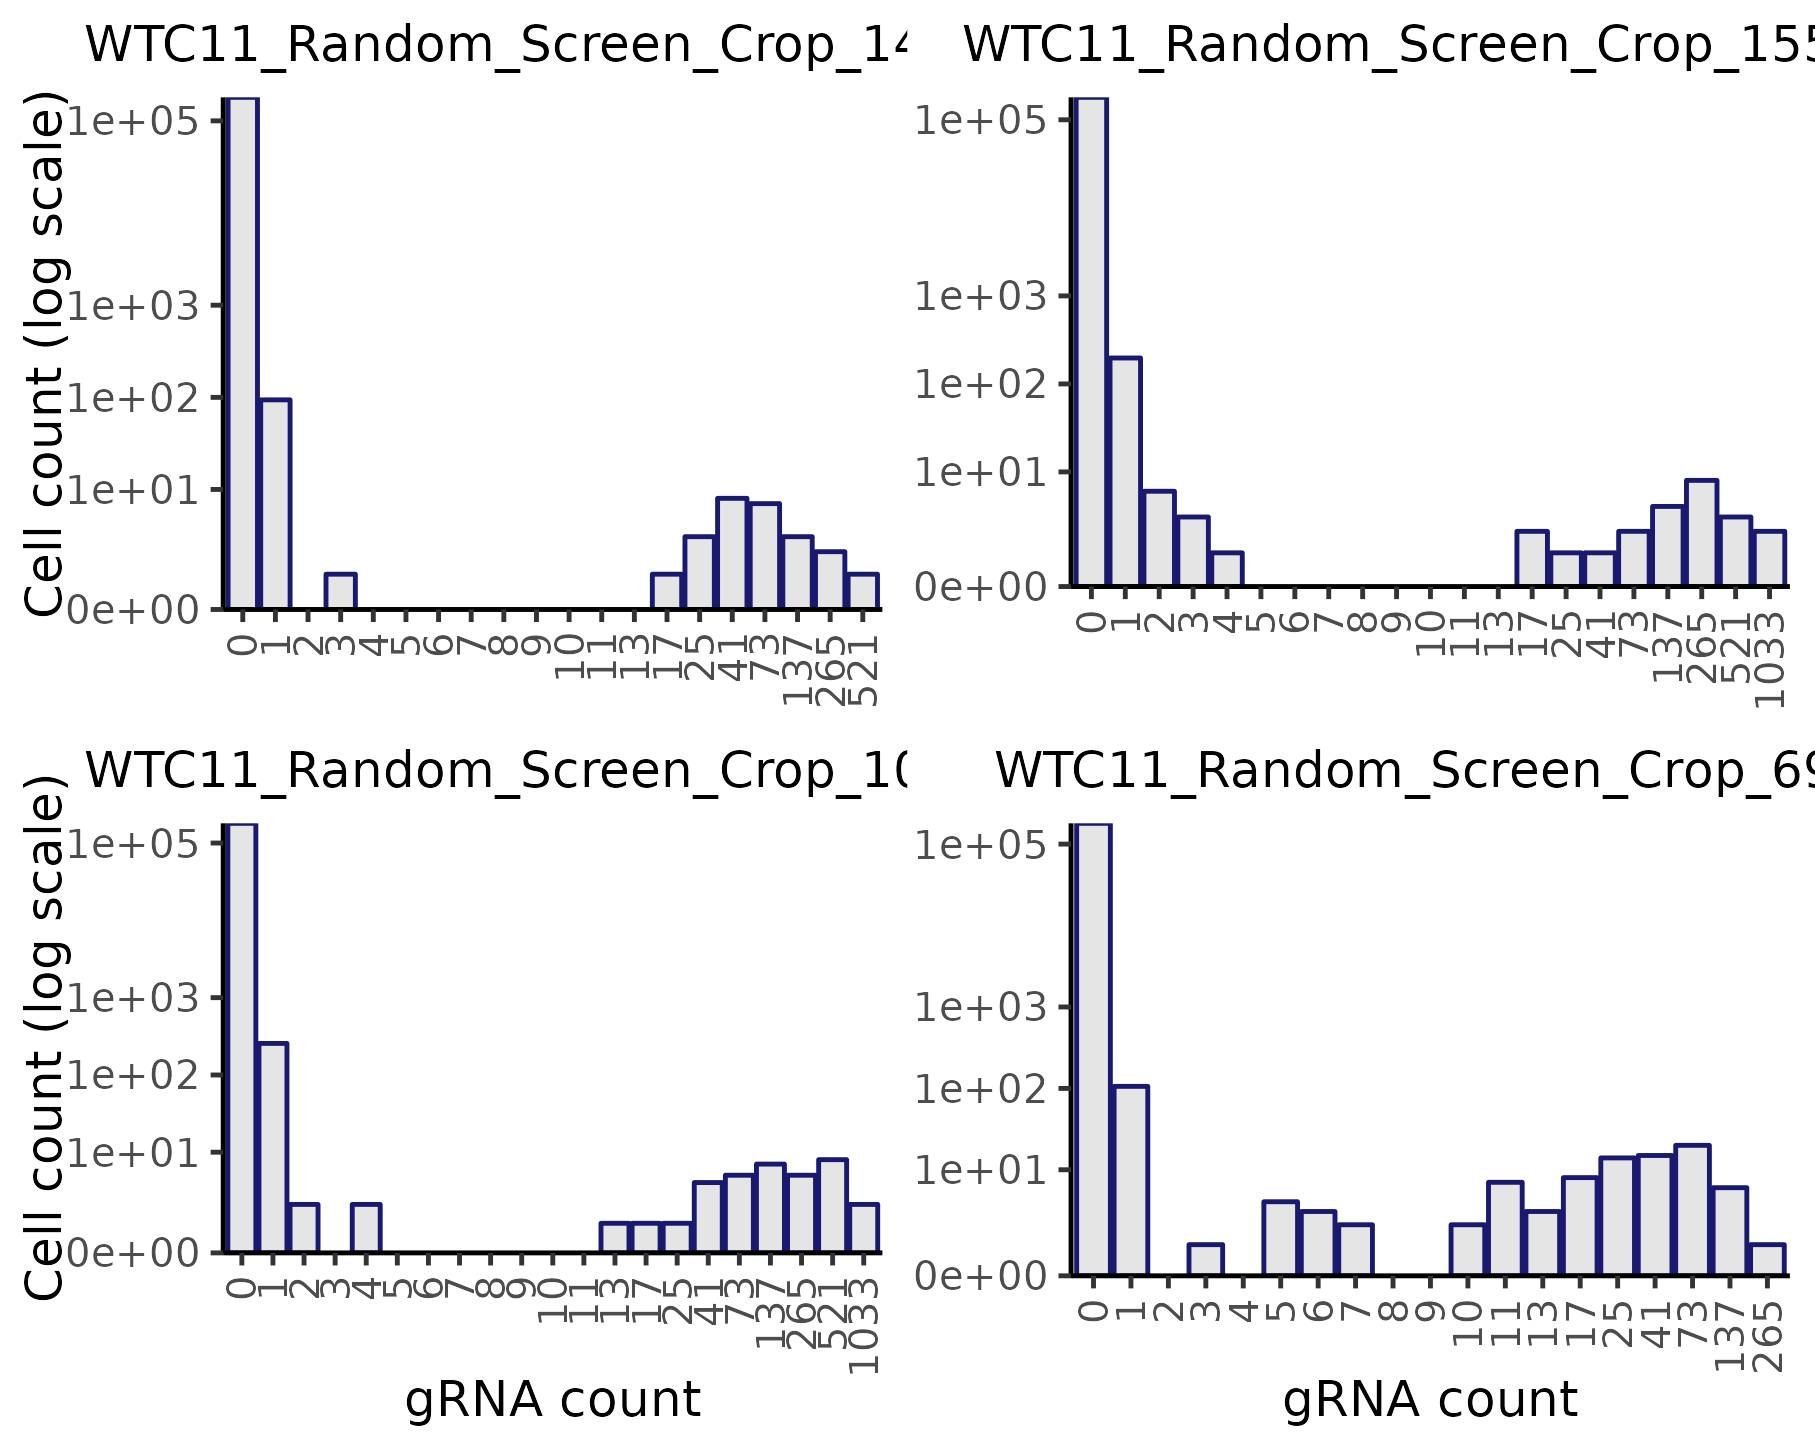 WTC11_Random_Screen_Crop_14
WTC11_Random_Screen_Crop_155
Cell count (log scale)
1e+05
1e+03
1e+02
1e+01
0e+00
0 1 2 3 4 5 6 7 8 9 10 11 13 17 25 41 73 137 265 521
1e+05
1e+03
1e+02
1e+01
0e+00
0 1 2 3 4 5 6 7 8 9 10 11 13 17 25 41 73 137 265 521 1033
WTC11_Random_Screen_Crop_10
WTC11_Random_Screen_Crop_69
Cell count (log scale)
1e+05
1e+03
1e+02
1e+01
0e+00
0 1 2 3 4 5 6 7 8 9 10 11 13 17 25 41 73 137 265 521 1033
gRNA count
1e+05
1e+03
1e+02
1e+01
0e+00
0 1 2 3 4 5 6 7 8 9 10 11 13 17 25 41 73 137 265
gRNA count